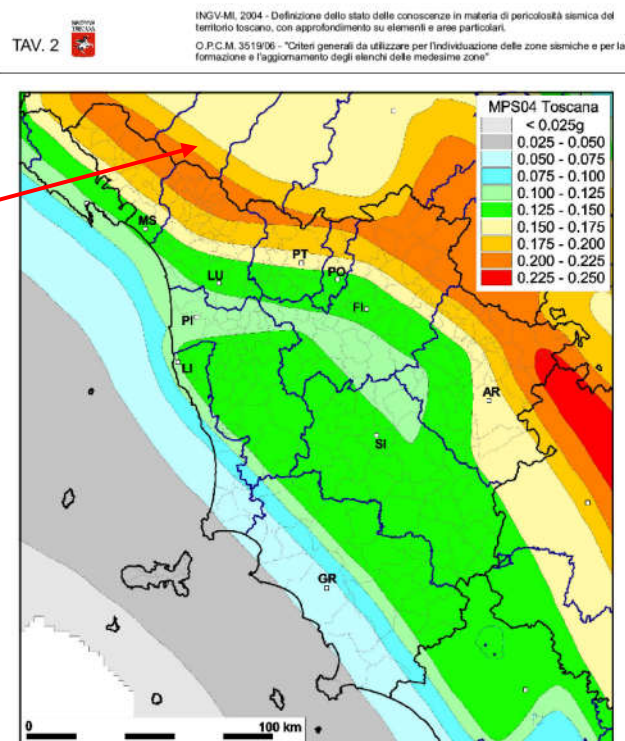 TAV. 2
REGIONE
TOSCANA
INGV-MI, 2004 - Definizione dello stato delle conoscenze in materia di pericolosità sismica del
territorio toscano, con approfondimento su elementi e aree particolari.
O.P.C.M. 3519/06 - "Criteri generali da utilizzare per l'individuazione delle zone sismiche e per la
formazione e l'aggiornamento degli elenchi delle medesime zone"
MPS04 Toscana
< 0.025g
0.025 - 0.050
0.050 - 0.075
0.075 - 0.100
0.100 - 0.125
0.125 - 0.150
0.150 - 0.175
0.175 - 0.200
0.200 - 0.225
0.225 - 0.250
MS
PT
PO
LU
FI
PI
LI
AR
SI
GR
0 100 km